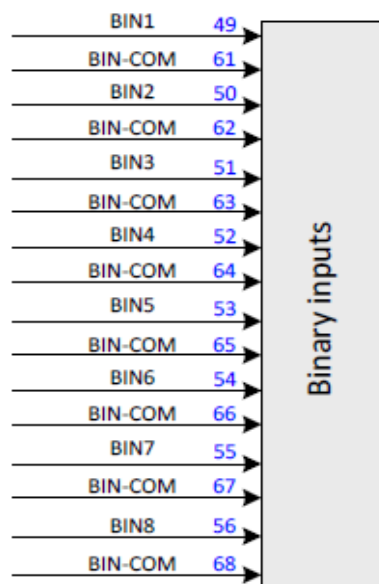 BIN1 49
BIN-COM 61
BIN2 50
BIN-COM 62
BIN3 51
BIN-COM 63
BIN4 52
BIN-COM 64
BIN5 53
BIN-COM 65
BIN6 54
BIN-COM 66
BIN7 55
BIN-COM 67
BIN8 56
BIN-COM 68
Binary inputs